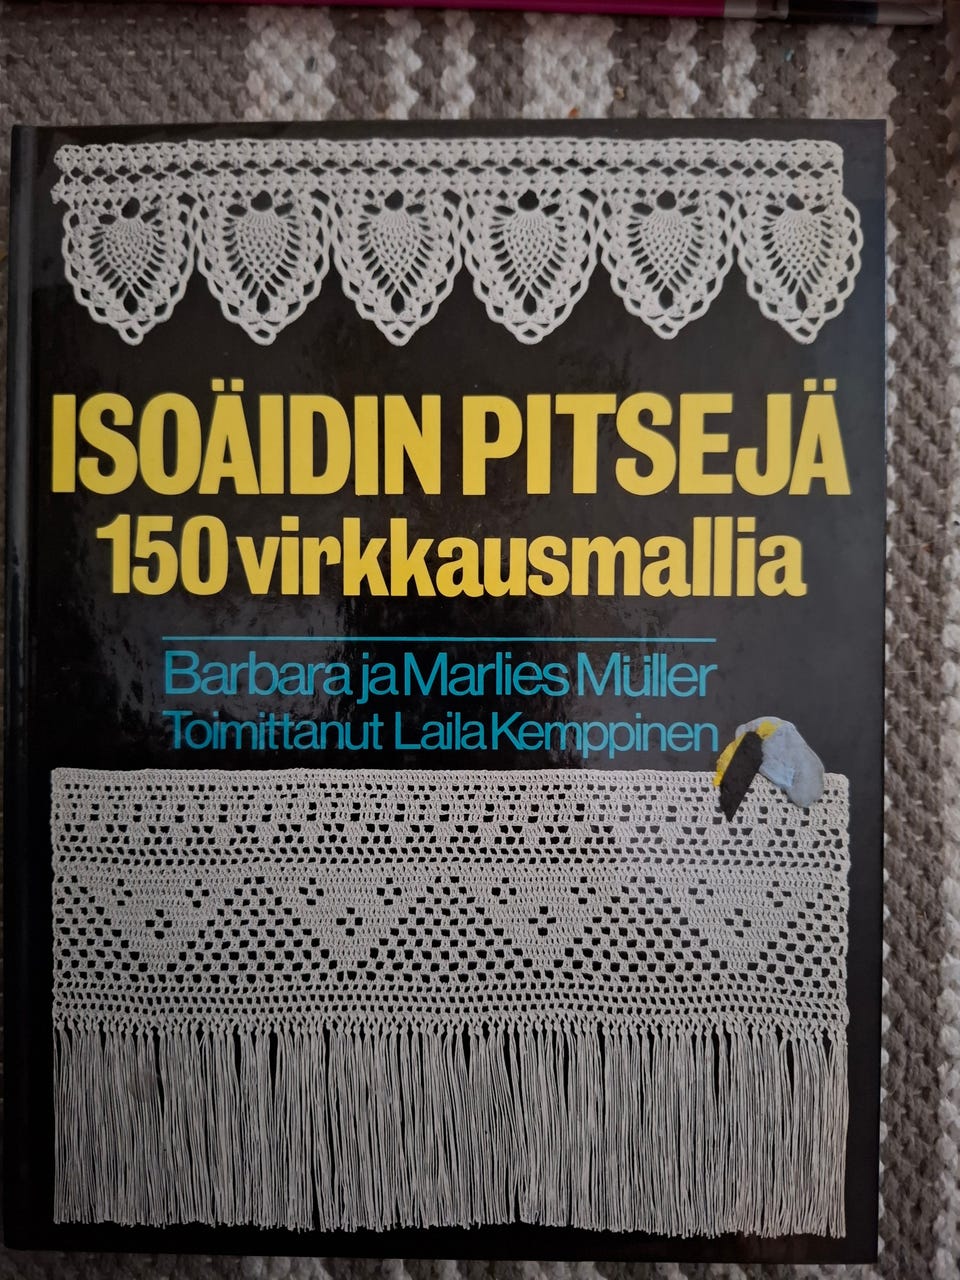 ISOÄIDIN PITSEJÄ
150 virkkausmallia
Barbara ja Marlies Müller
Toimittanut Laila Kemppinen